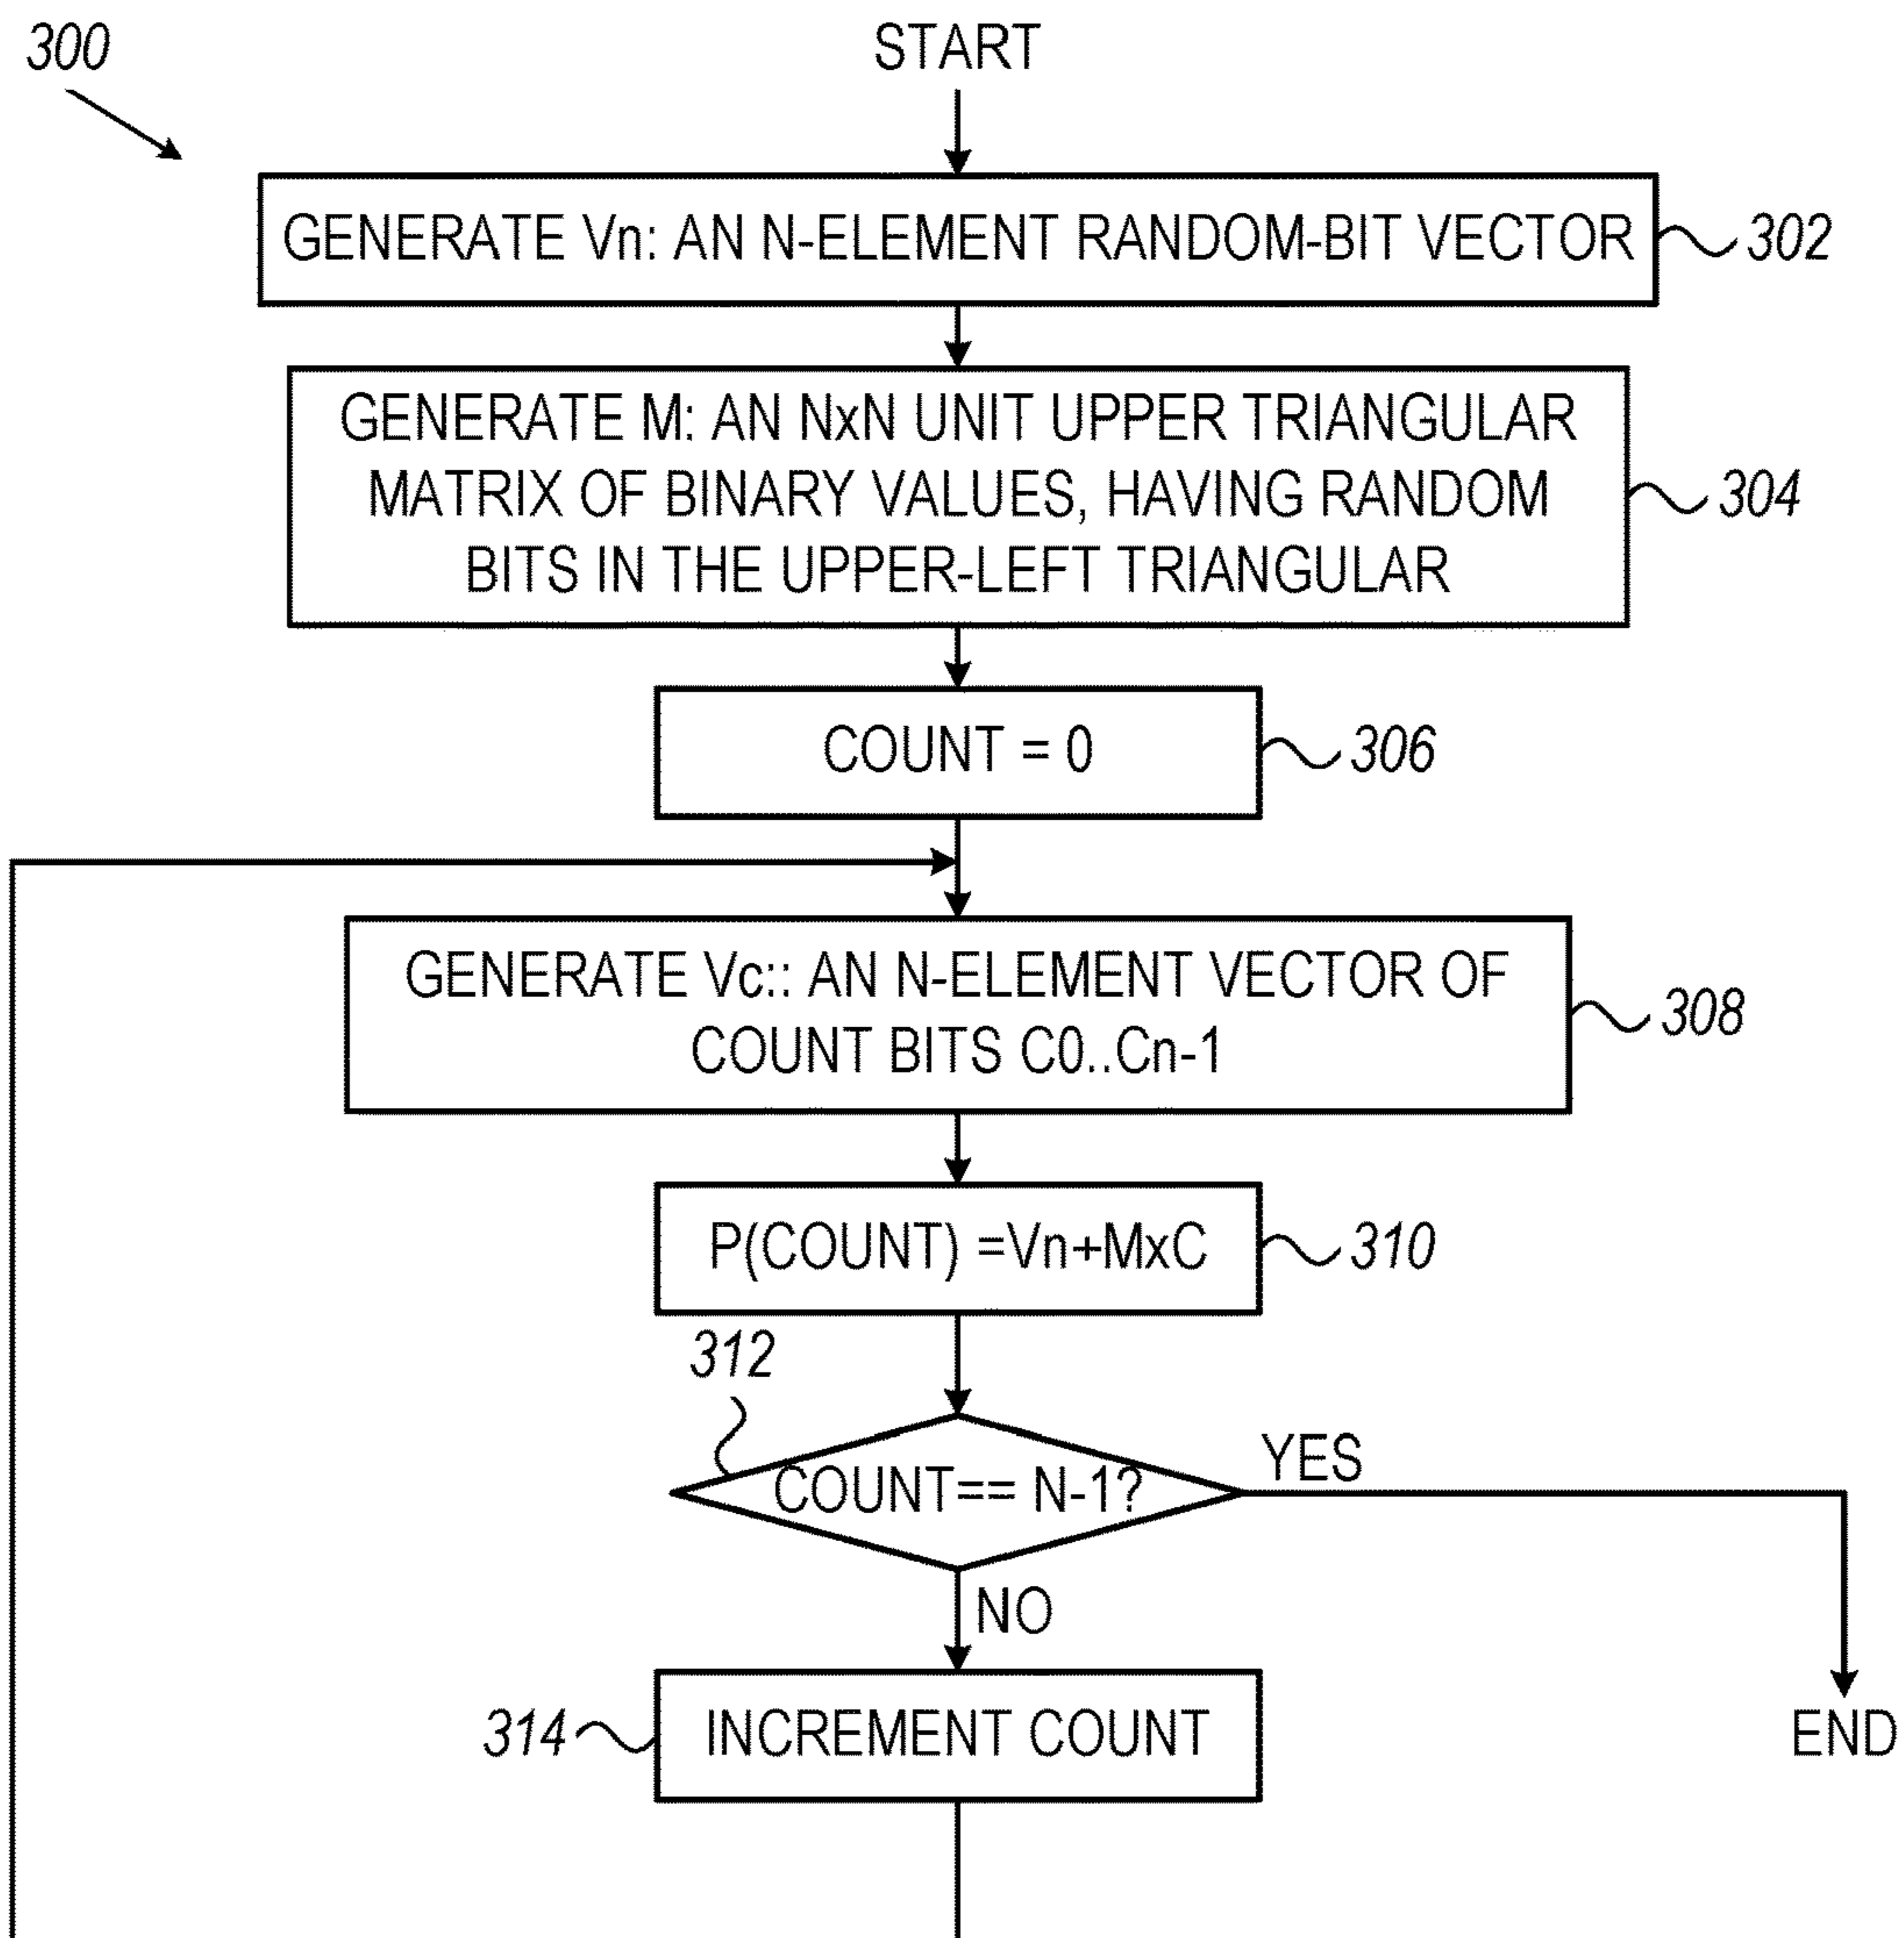 300
START
GENERATE Vn: AN N-ELEMENT RANDOM-BIT VECTOR
302
GENERATE M: AN NxN UNIT UPPER TRIANGULAR
MATRIX OF BINARY VALUES, HAVING RANDOM
BITS IN THE UPPER-LEFT TRIANGULAR
304
COUNT = 0
306
GENERATE Vc:: AN N-ELEMENT VECTOR OF
COUNT BITS C0..Cn-1
308
P(COUNT) =Vn+MxC
310
312
COUNT== N-1?
YES
NO
314
INCREMENT COUNT
END